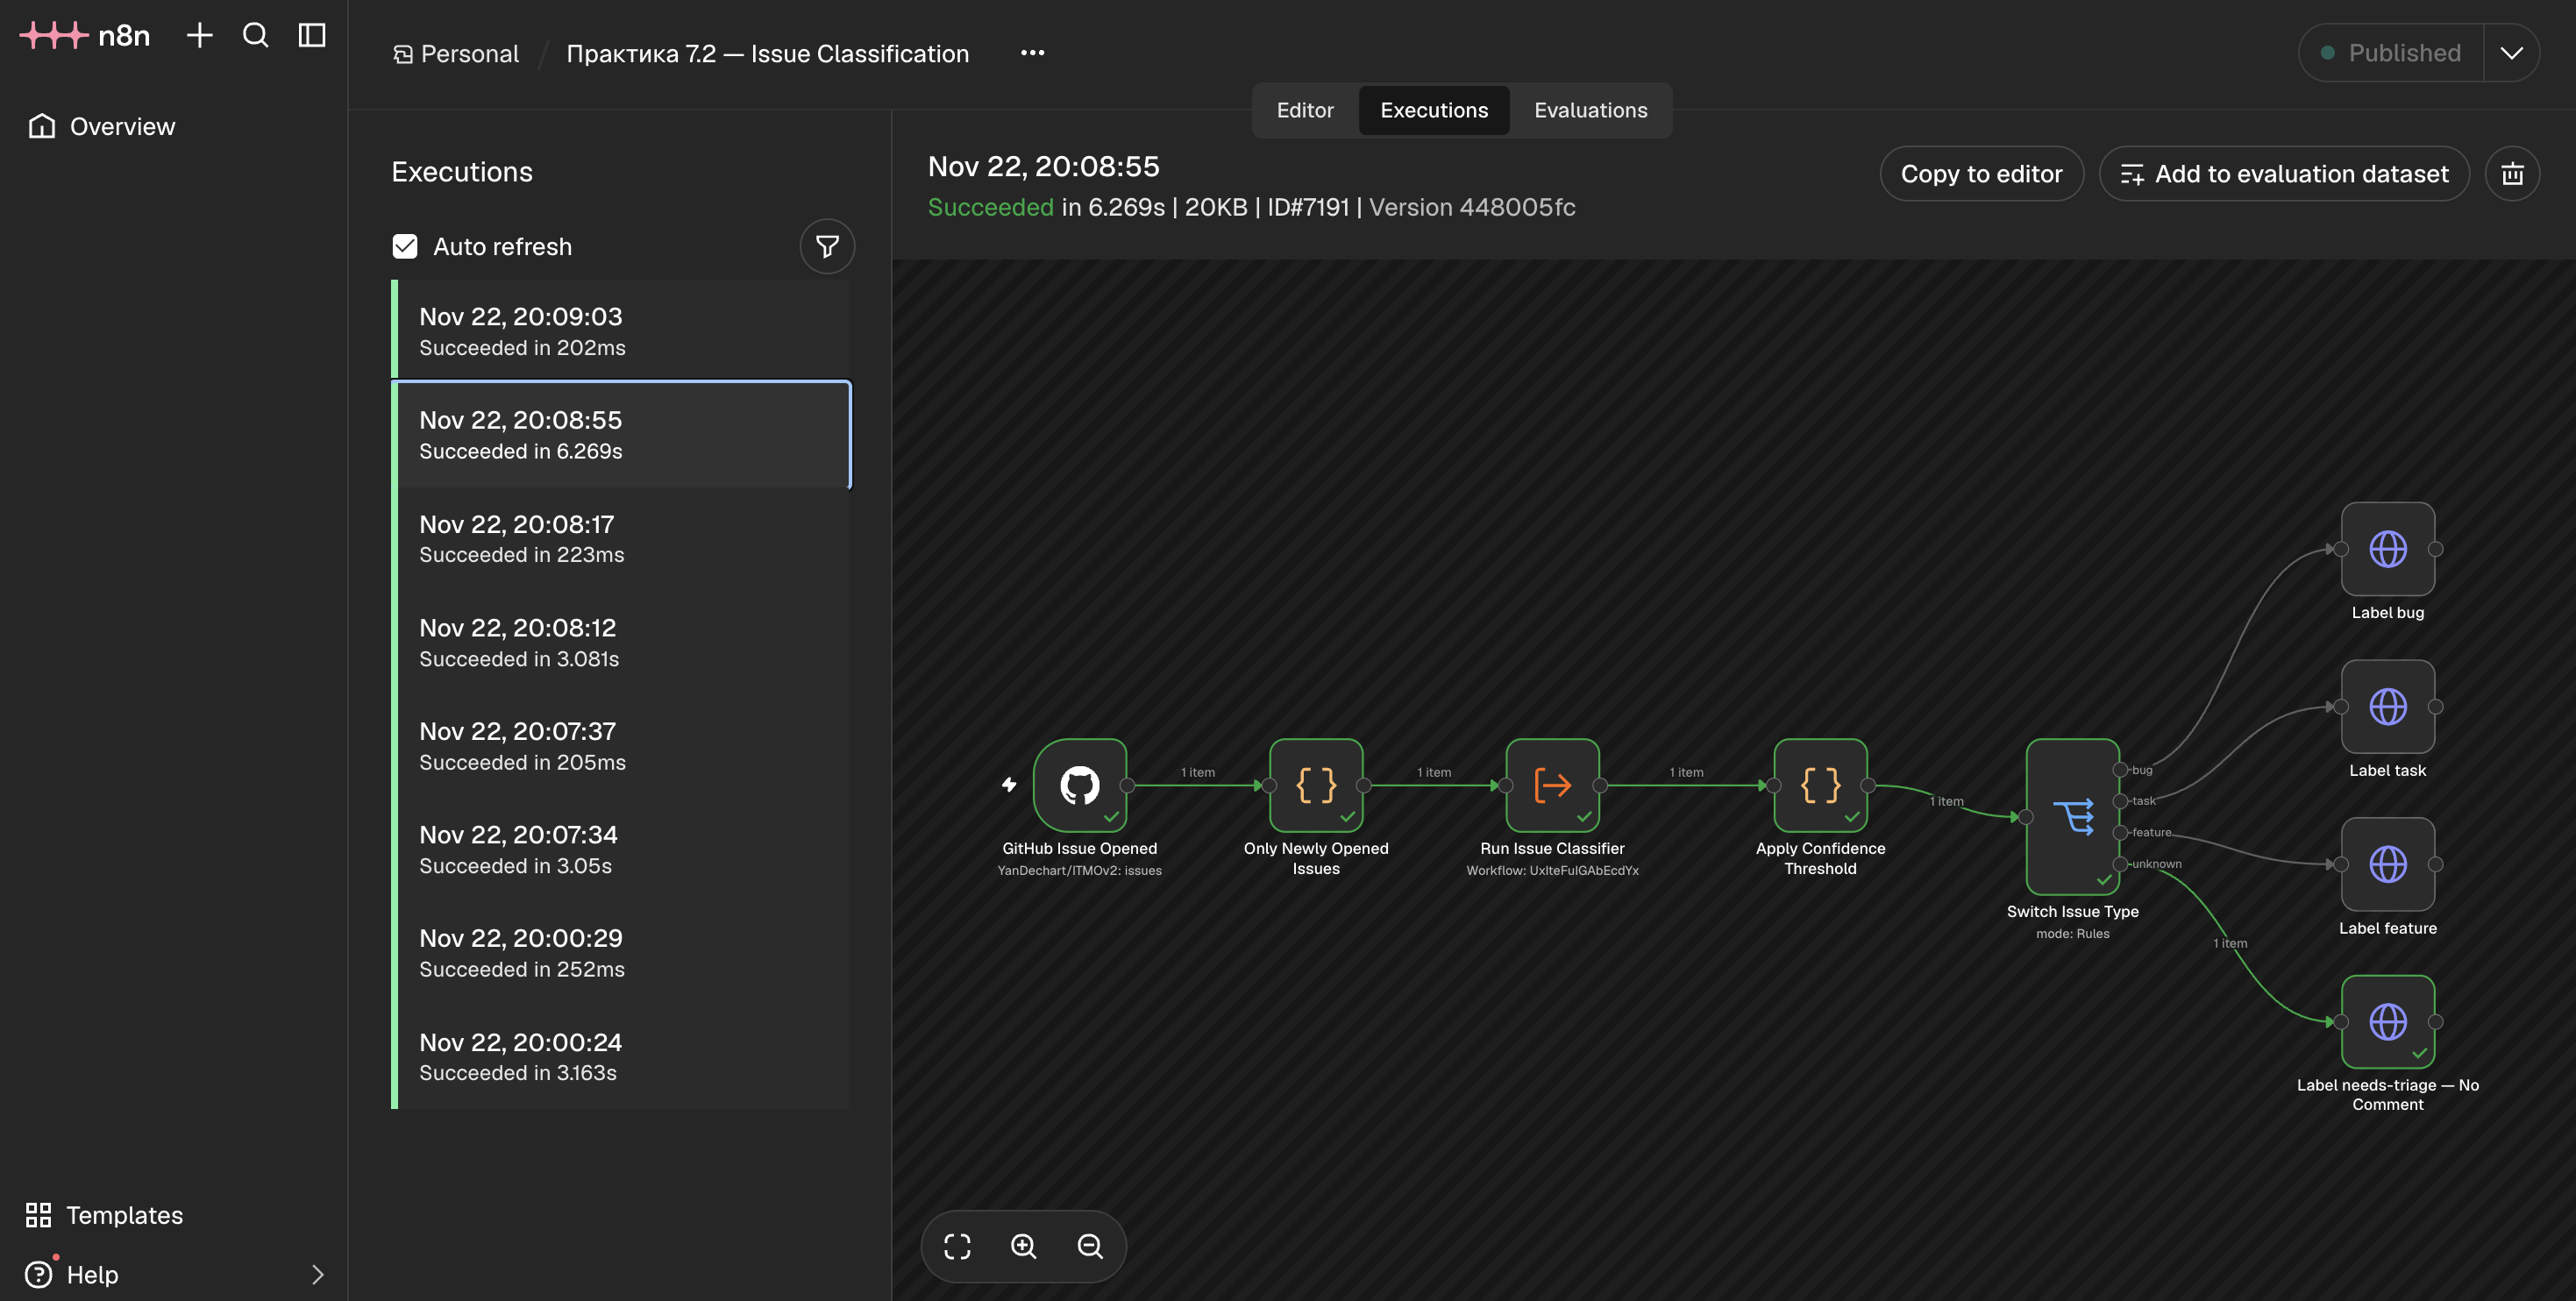 n8n
Overview
Templates
Help
Personal / Практика 7.2 — Issue Classification
Published
Editor
Executions
Evaluations
Executions
Auto refresh
Nov 22, 20:09:03
Succeeded in 202ms
Nov 22, 20:08:55
Succeeded in 6.269s
Nov 22, 20:08:17
Succeeded in 223ms
Nov 22, 20:08:12
Succeeded in 3.081s
Nov 22, 20:07:37
Succeeded in 205ms
Nov 22, 20:07:34
Succeeded in 3.05s
Nov 22, 20:00:29
Succeeded in 252ms
Nov 22, 20:00:24
Succeeded in 3.163s
Nov 22, 20:08:55
Succeeded in 6.269s | 20KB | ID#7191 | Version 448005fc
Copy to editor
Add to evaluation dataset
1 item
1 item
1 item
1 item
GitHub Issue Opened
YanDechart/ITMOv2: issues
Only Newly Opened
Issues
Run Issue Classifier
Workflow: UxIteFuIGAbEcdYx
Apply Confidence
Threshold
bug
task
feature
unknown
Switch Issue Type
mode: Rules
1 item
Label bug
Label task
Label feature
Label needs-triage — No
Comment